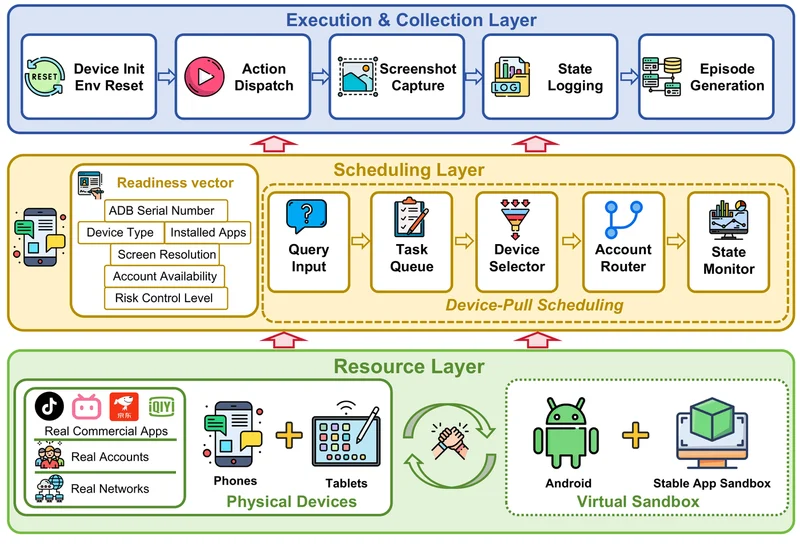 Execution & Collection Layer
RESET
Device Init
Env Reset
Action
Dispatch
Screenshot
Capture
LOG
State
Logging
Episode
Generation
Scheduling Layer
Readiness vector
ADB Serial Number
Device Type
Installed Apps
Screen Resolution
Account Availability
Risk Control Level
?
Query
Input
Task
Queue
Device
Selector
Account
Router
State
Monitor
Device-Pull Scheduling
Resource Layer
京东
QIY
Real Commercial Apps
Real Accounts
Real Networks
Phones
Tablets
Physical Devices
Android
Stable App Sandbox
Virtual Sandbox